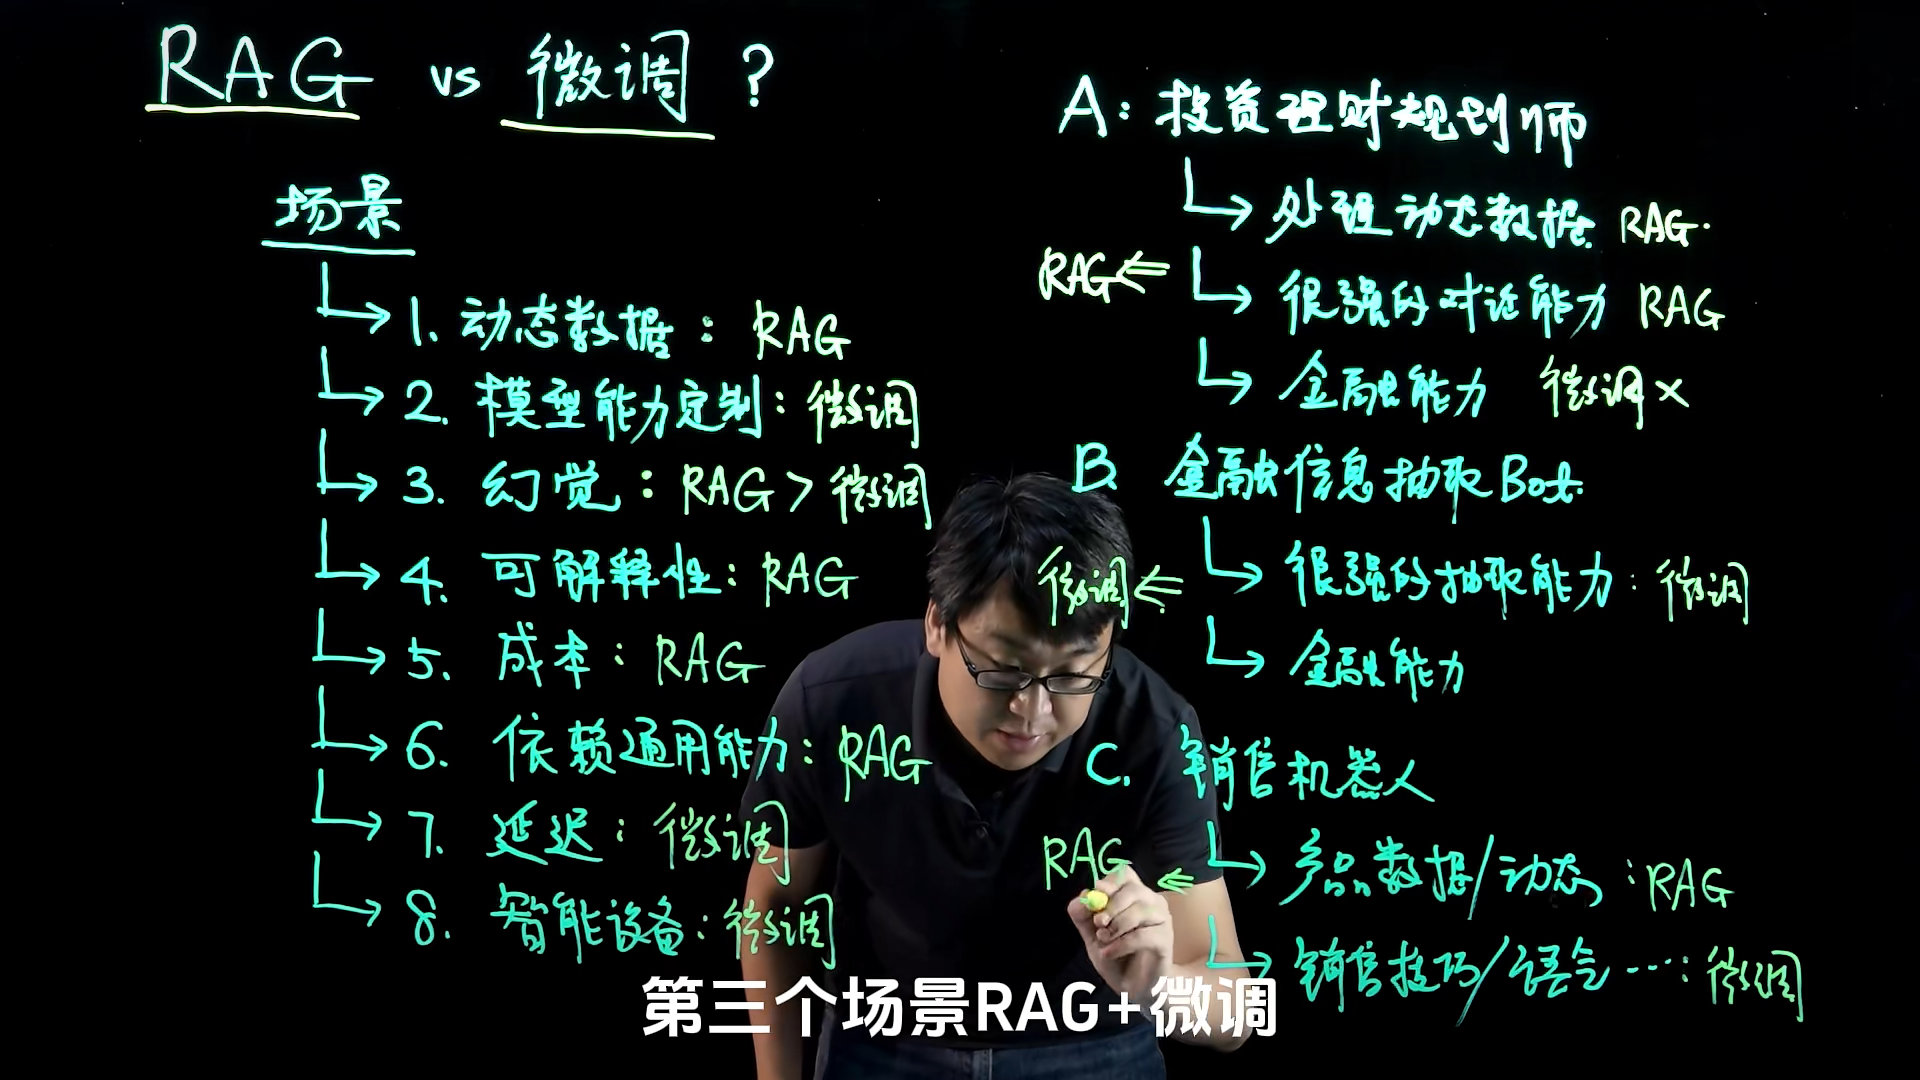 RAG vs 微调 ?
场景
1. 动态数据 : RAG
2. 模型能力定制 : 微调
3. 幻觉 : RAG > 微调
4. 可解释性 : RAG
5. 成本 : RAG
6. 依赖通用能力 : RAG
7. 延迟 : 微调
8. 智能设备 : 微调
A : 投资理财规划师
处理动态数据 RAG.
很强的对话能力 RAG
RAG
金融能力 微调 ×
B. 金融信息抽取 Bot.
很强的抽取能力 : 微调
微调
金融能力
C. 销售机器人
产品数据/动态 : RAG
RAG
销售技巧/语气 ... : 微调
第三个场景RAG+微调